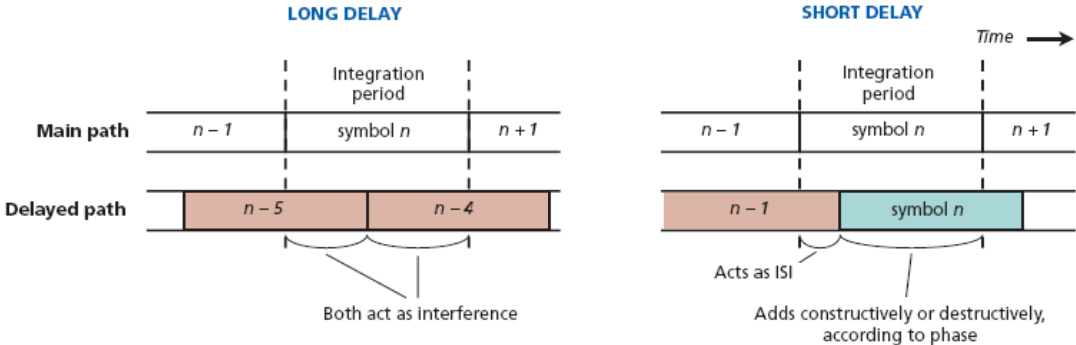 LONG DELAY
SHORT DELAY
Time
Integration
period
Integration
period
Main path
n – 1
symbol n
n + 1
n – 1
symbol n
n + 1
Delayed path
n – 5
n – 4
n – 1
symbol n
Acts as ISI
Both act as interference
Adds constructively or destructively,
according to phase